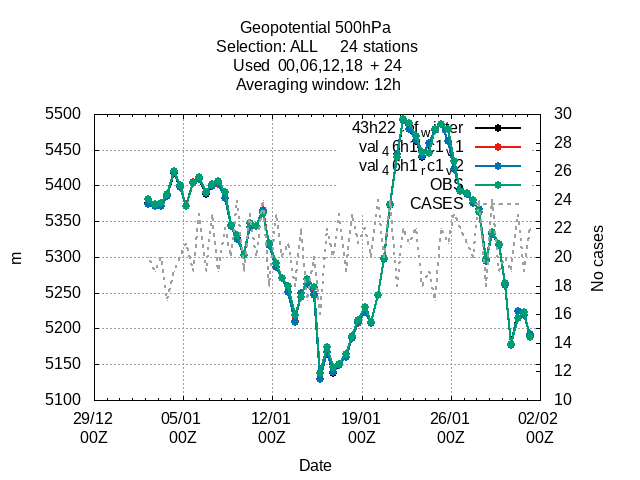 Geopotential 500hPa
Selection: ALL 24 stations
Used 00,06,12,18 + 24
Averaging window: 12h
5500
5450
5400
5350
5300
5250
5200
5150
5100
m
30
28
26
24
22
20
18
16
14
12
10
No cases
43h22
OBS
CASES
29/12 05/01 12/01 19/01 26/01 02/02
00Z 00Z 00Z 00Z 00Z 00Z
Date